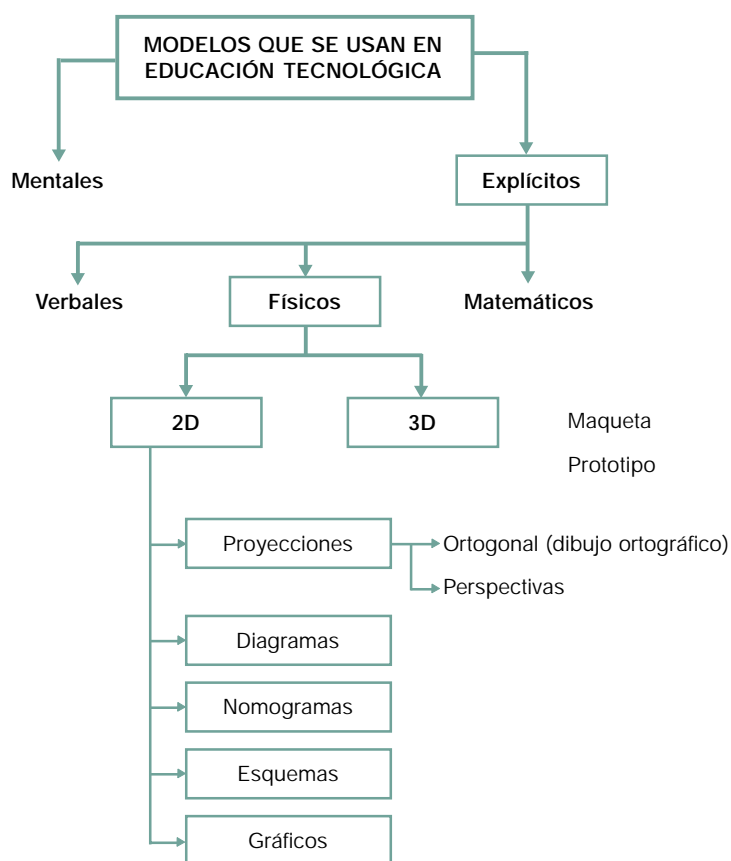 MODELOS QUE SE USAN EN
EDUCACIÓN TECNOLÓGICA
Mentales
Explícitos
Verbales
Físicos
Matemáticos
2D
3D
Maqueta
Prototipo
Proyecciones
Ortogonal (dibujo ortográfico)
Perspectivas
Diagramas
Nomogramas
Esquemas
Gráficos